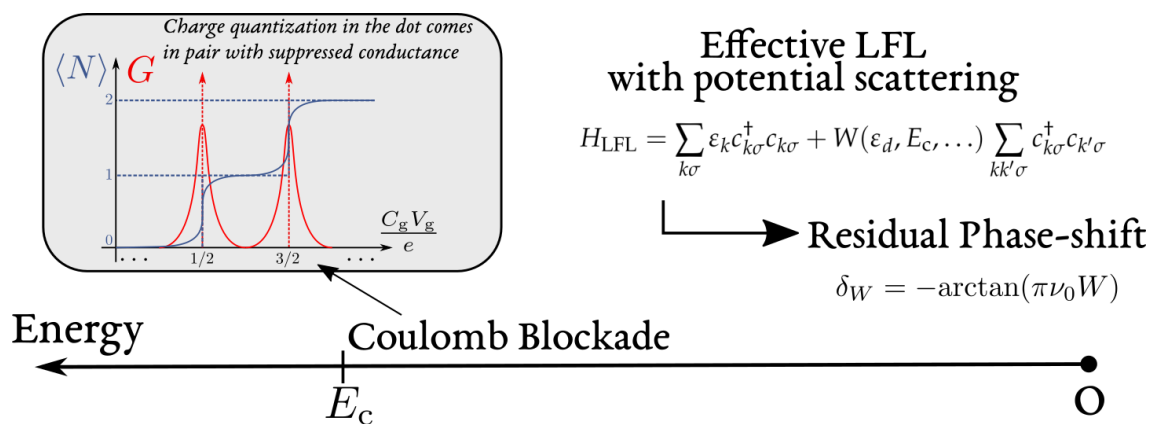 Charge quantization in the dot comes
in pair with suppressed conductance
⟨N⟩ G
2
1
0
1/2 3/2
. . . . . .
C_g V_g / e
Effective LFL
with potential scattering
H_LFL = ∑_{kσ} ε_k c†_{kσ} c_{kσ} + W(ε_d, E_c, . . .) ∑_{kk′σ} c†_{kσ} c_{k′σ}
Residual Phase-shift
δ_W = −arctan(πν_0W)
Energy
Coulomb Blockade
E_c
O